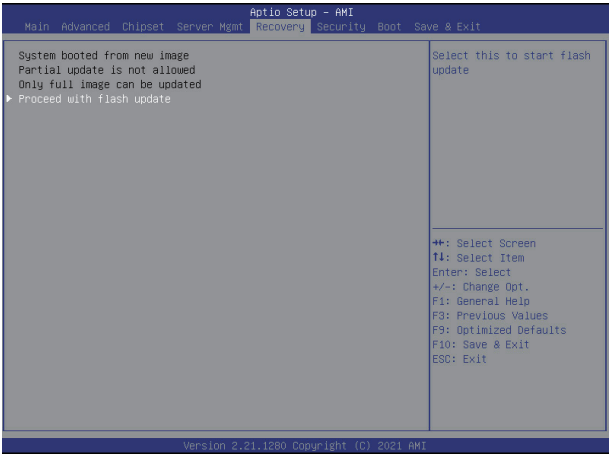 Aptio Setup - AMI
Main Advanced Chipset Server Mgmt Recovery Security Boot Save & Exit
System booted from new image
Partial update is not allowed
Only full image can be updated
Proceed with flash update
Select this to start flash
update
→←: Select Screen
↑↓: Select Item
Enter: Select
+/-: Change Opt.
F1: General Help
F3: Previous Values
F9: Optimized Defaults
F10: Save & Exit
ESC: Exit
Version 2.21.1280 Copyright (C) 2021 AMI